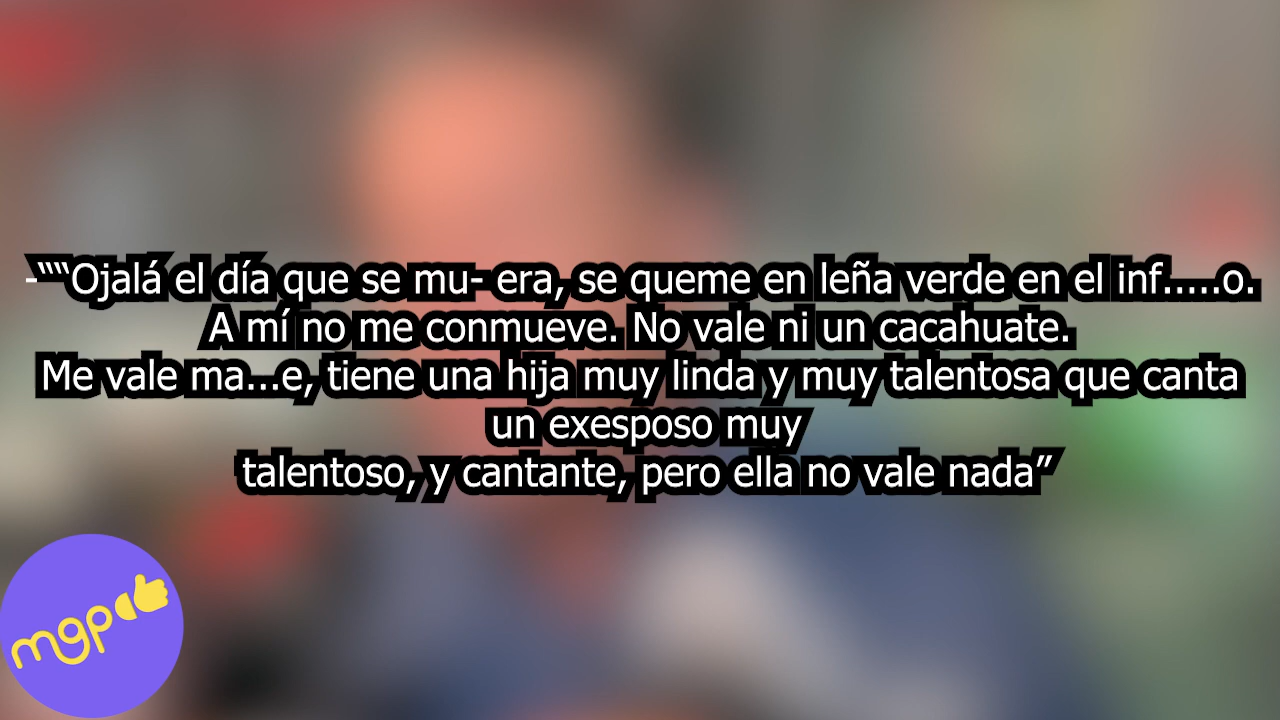 -““Ojalá el día que se mu- era, se queme en leña verde en el inf.....o.
A mí no me conmueve. No vale ni un cacahuate.
Me vale ma...e, tiene una hija muy linda y muy talentosa que canta
un exesposo muy
talentoso, y cantante, pero ella no vale nada”
mgp